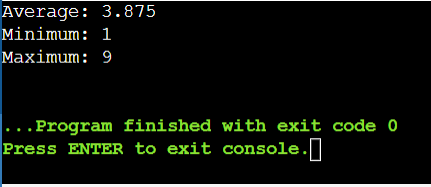 Average: 3.875
Minimum: 1
Maximum: 9
...Program finished with exit code 0
Press ENTER to exit console.